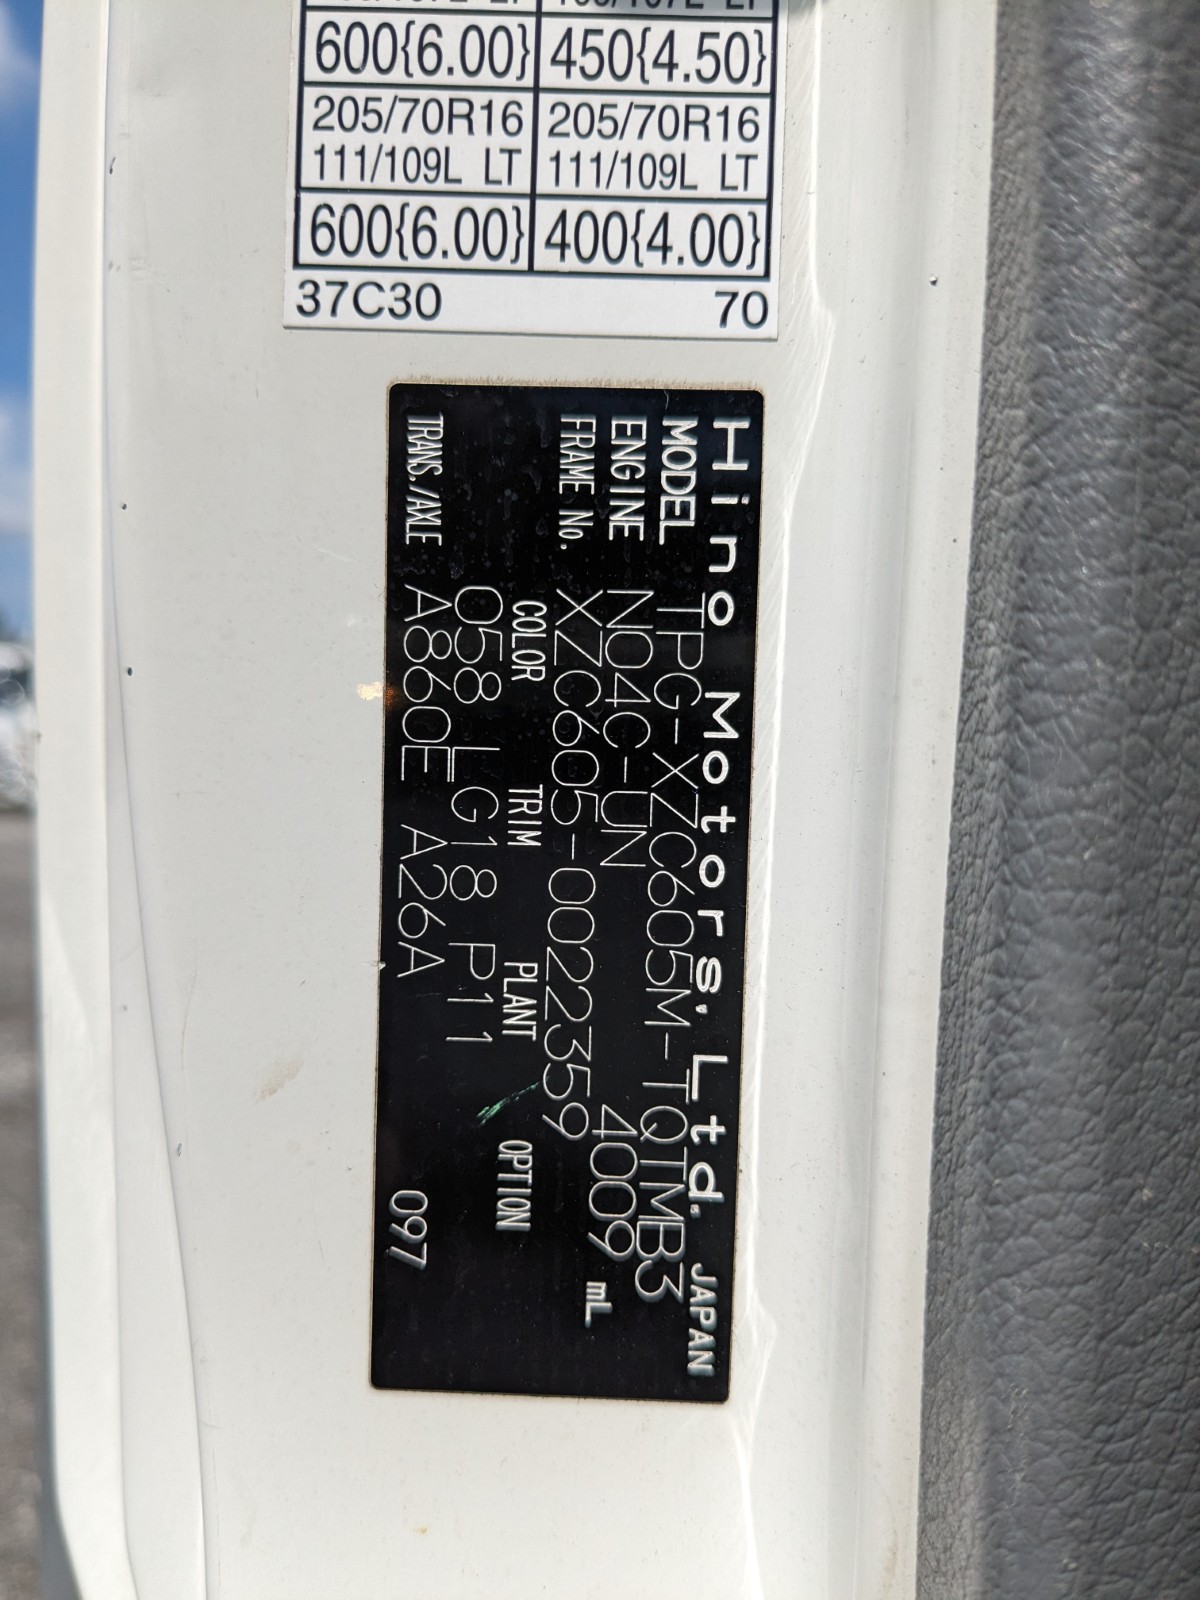 600{6.00} 450{4.50}
205/70R16 205/70R16
111/109L LT 111/109L LT
600{6.00} 400{4.00}
37C30 70
Hino Motors, Ltd. JAPAN
MODEL TPG-XZC605M-TQTMB3
ENGINE N04C-UN 4009 mL
FRAME No. XZC605-0022359
COLOR TRIM PLANT OPTION
058 LG18 P11
TRANS./AXLE A860E A26A 097